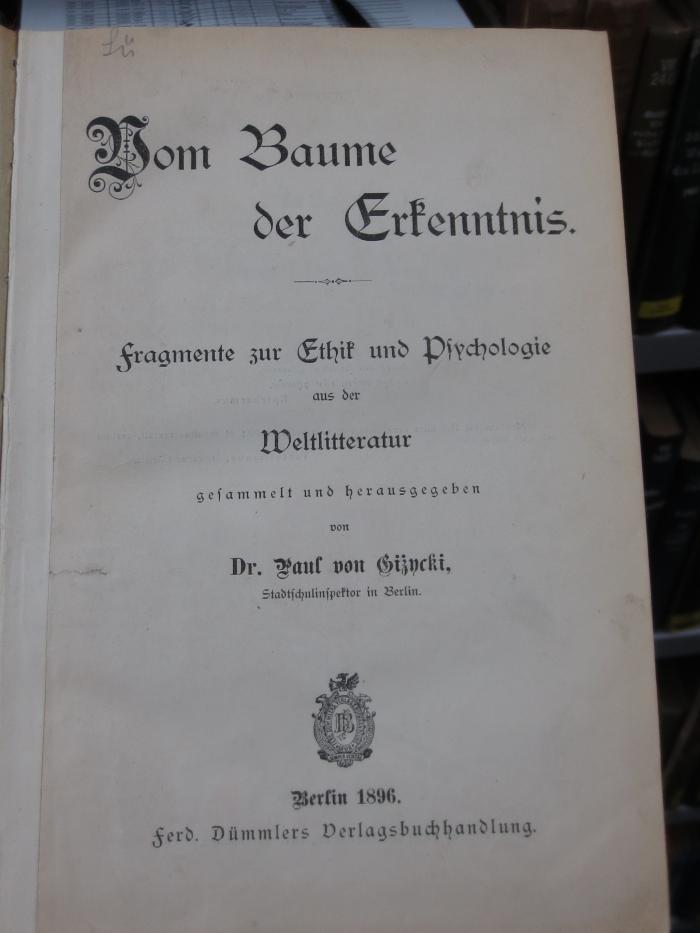 Vom Baume
der Erkenntnis.
Fragmente zur Ethik und Psychologie
aus der
Weltlitteratur
gesammelt und herausgegeben
von
Dr. Paul von Giżycki,
Stadtschulinspektor in Berlin.
Berlin 1896.
Ferd. Dümmlers Verlagsbuchhandlung.